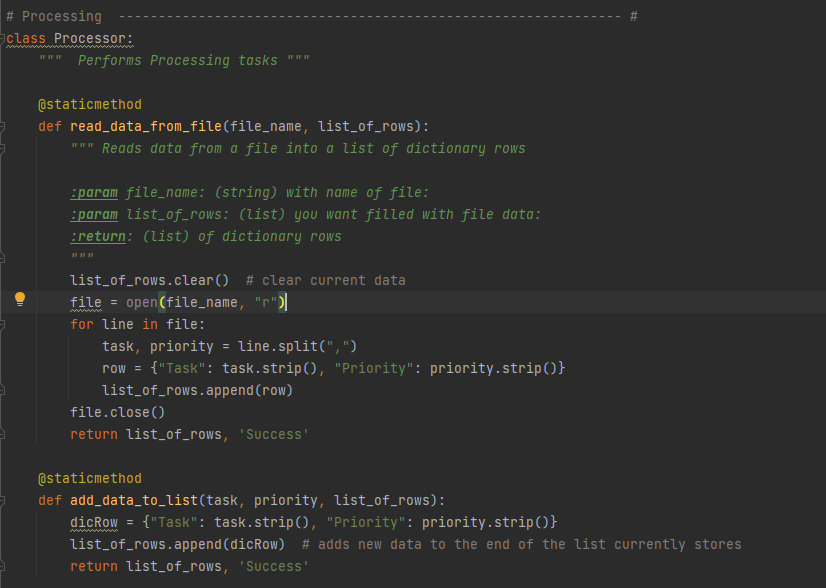 # Processing  --------------------------------------------------------------- #
class Processor:
    """  Performs Processing tasks """

    @staticmethod
    def read_data_from_file(file_name, list_of_rows):
        """ Reads data from a file into a list of dictionary rows

        :param file_name: (string) with name of file:
        :param list_of_rows: (list) you want filled with file data:
        :return: (list) of dictionary rows
        """
        list_of_rows.clear()  # clear current data
        file = open(file_name, "r")
        for line in file:
            task, priority = line.split(",")
            row = {"Task": task.strip(), "Priority": priority.strip()}
            list_of_rows.append(row)
        file.close()
        return list_of_rows, 'Success'

    @staticmethod
    def add_data_to_list(task, priority, list_of_rows):
        dicRow = {"Task": task.strip(), "Priority": priority.strip()}
        list_of_rows.append(dicRow)  # adds new data to the end of the list currently stores
        return list_of_rows, 'Success'